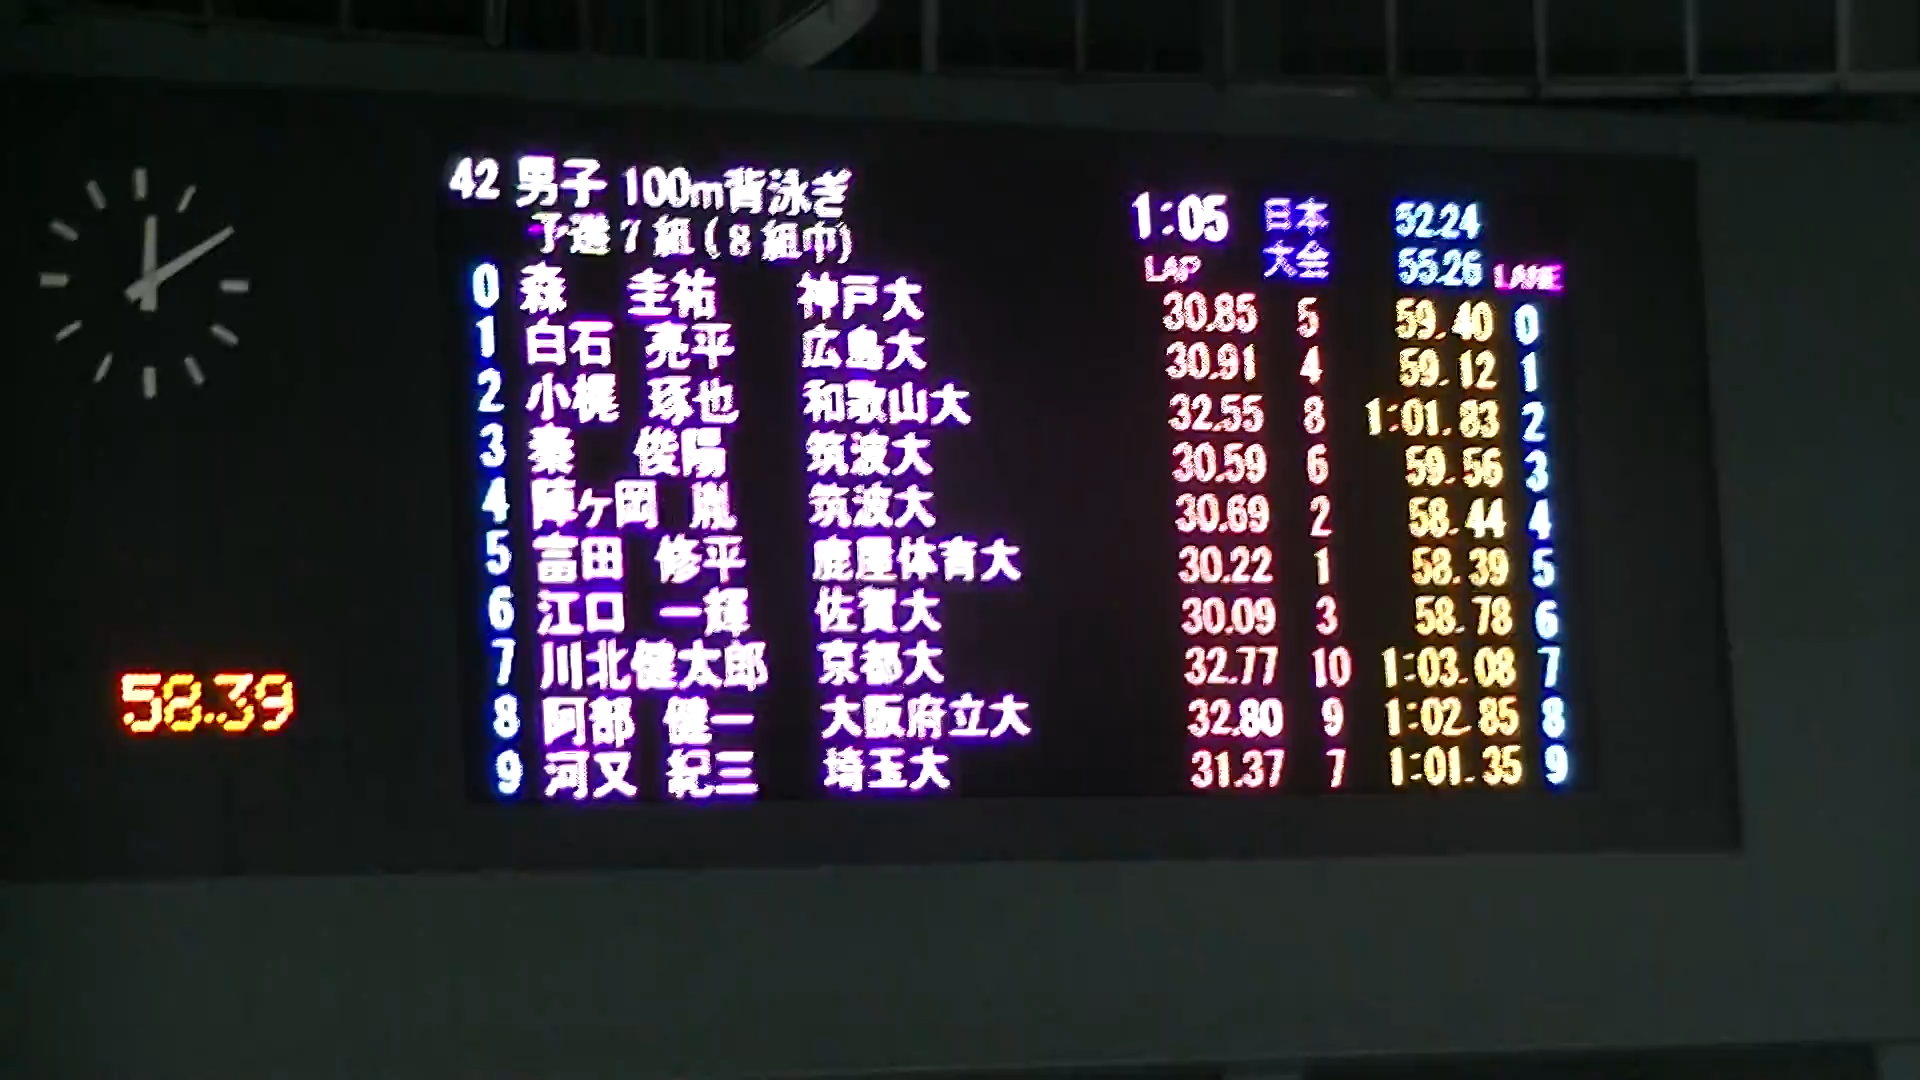 42 男子 100m背泳ぎ
予選 7 組 ( 8 組中)
1:05 日本 52.24
大会 55.26
LAP LANE
0 森 圭祐 神戸大 30.85 5 59.40 0
1 白石 亮平 広島大 30.91 4 59.12 1
2 小梶 琢也 和歌山大 32.55 8 1:01.83 2
3 秦 俊陽 筑波大 30.59 6 59.56 3
4 陣ヶ岡 胤 筑波大 30.69 2 58.44 4
5 富田 修平 鹿屋体育大 30.22 1 58.39 5
6 江口 一輝 佐賀大 30.09 3 58.78 6
7 川北健太郎 京都大 32.77 10 1:03.08 7
8 阿部 健一 大阪府立大 32.80 9 1:02.85 8
9 河又 紀三 埼玉大 31.37 7 1:01.35 9
58.39